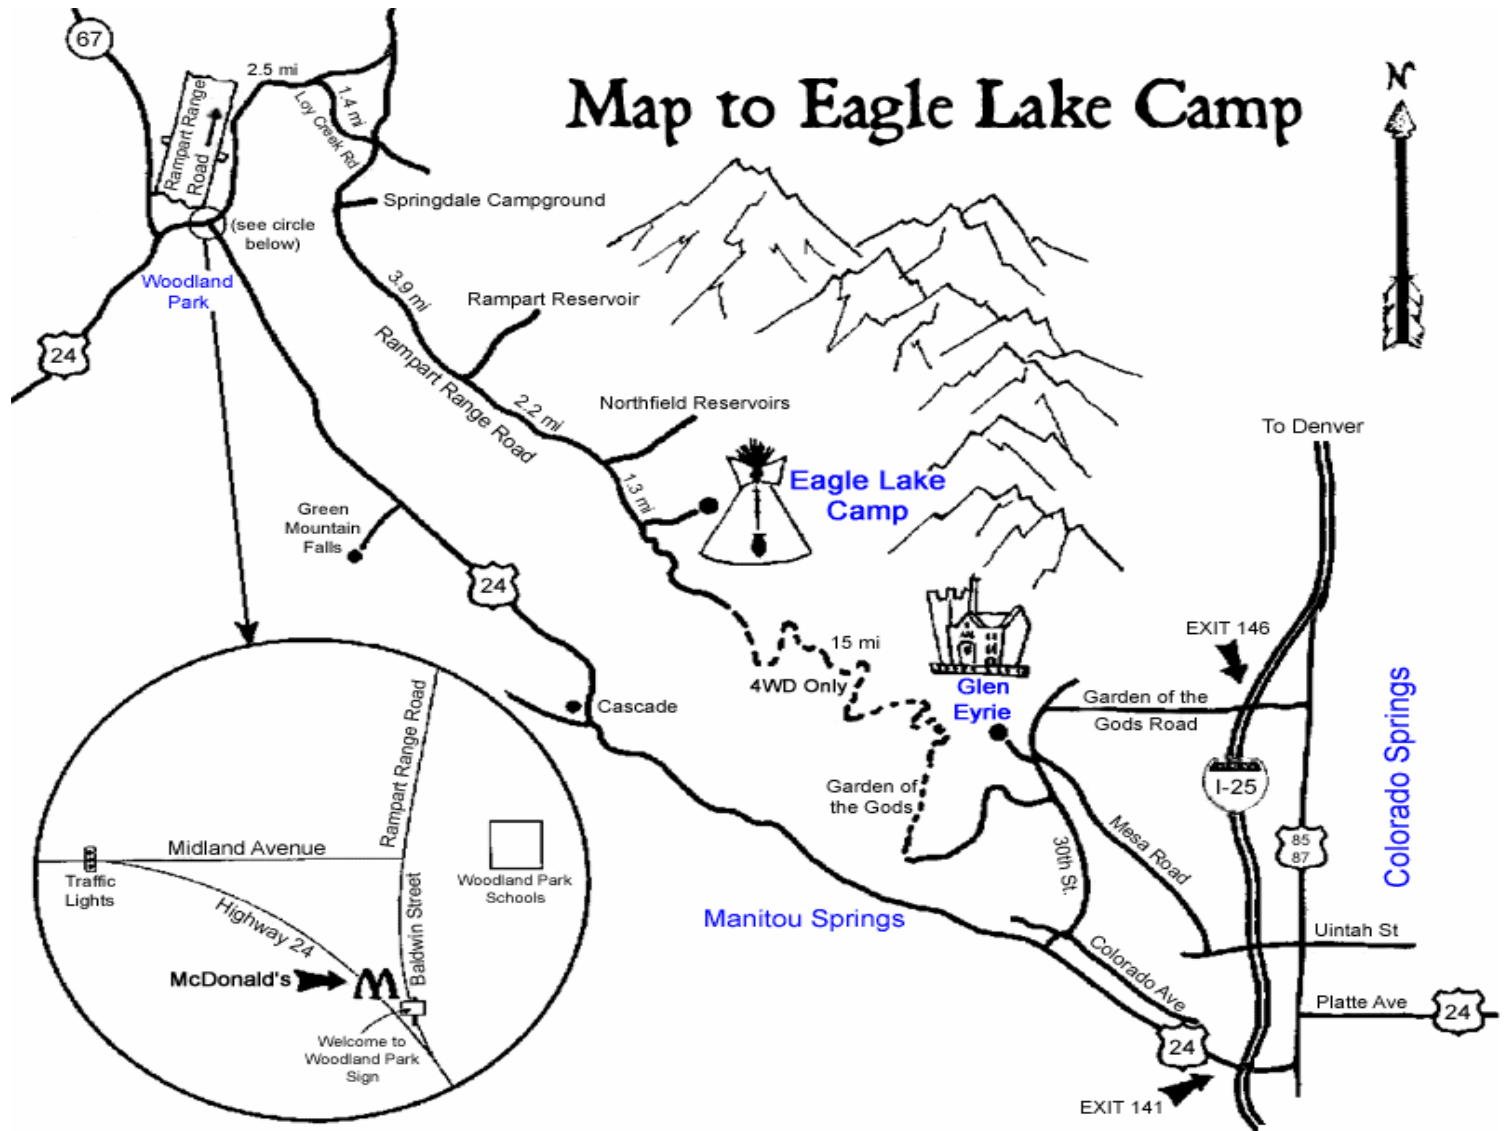 Map to Eagle Lake Camp
N
67
2.5 mi
1.4 mi
Loy Creek Rd
Rampart Range
Road
(see circle
below)
Springdale Campground
Woodland
Park
24
3.9 mi
Rampart Reservoir
Rampart Range Road
2.2 mi
Northfield Reservoirs
1.3 mi
Eagle Lake
Camp
To Denver
Green
Mountain
Falls
24
15 mi
4WD Only
Glen
Eyrie
EXIT 146
Garden of the
Gods Road
Colorado Springs
Cascade
Garden of
the Gods
I-25
85
87
30th St.
Mesa Road
Manitou Springs
Uintah St
Colorado Ave
Platte Ave
24
24
EXIT 141
Rampart Range Road
Midland Avenue
Traffic
Lights
Woodland Park
Schools
Highway 24
Baldwin Street
McDonald's
Welcome to
Woodland Park
Sign